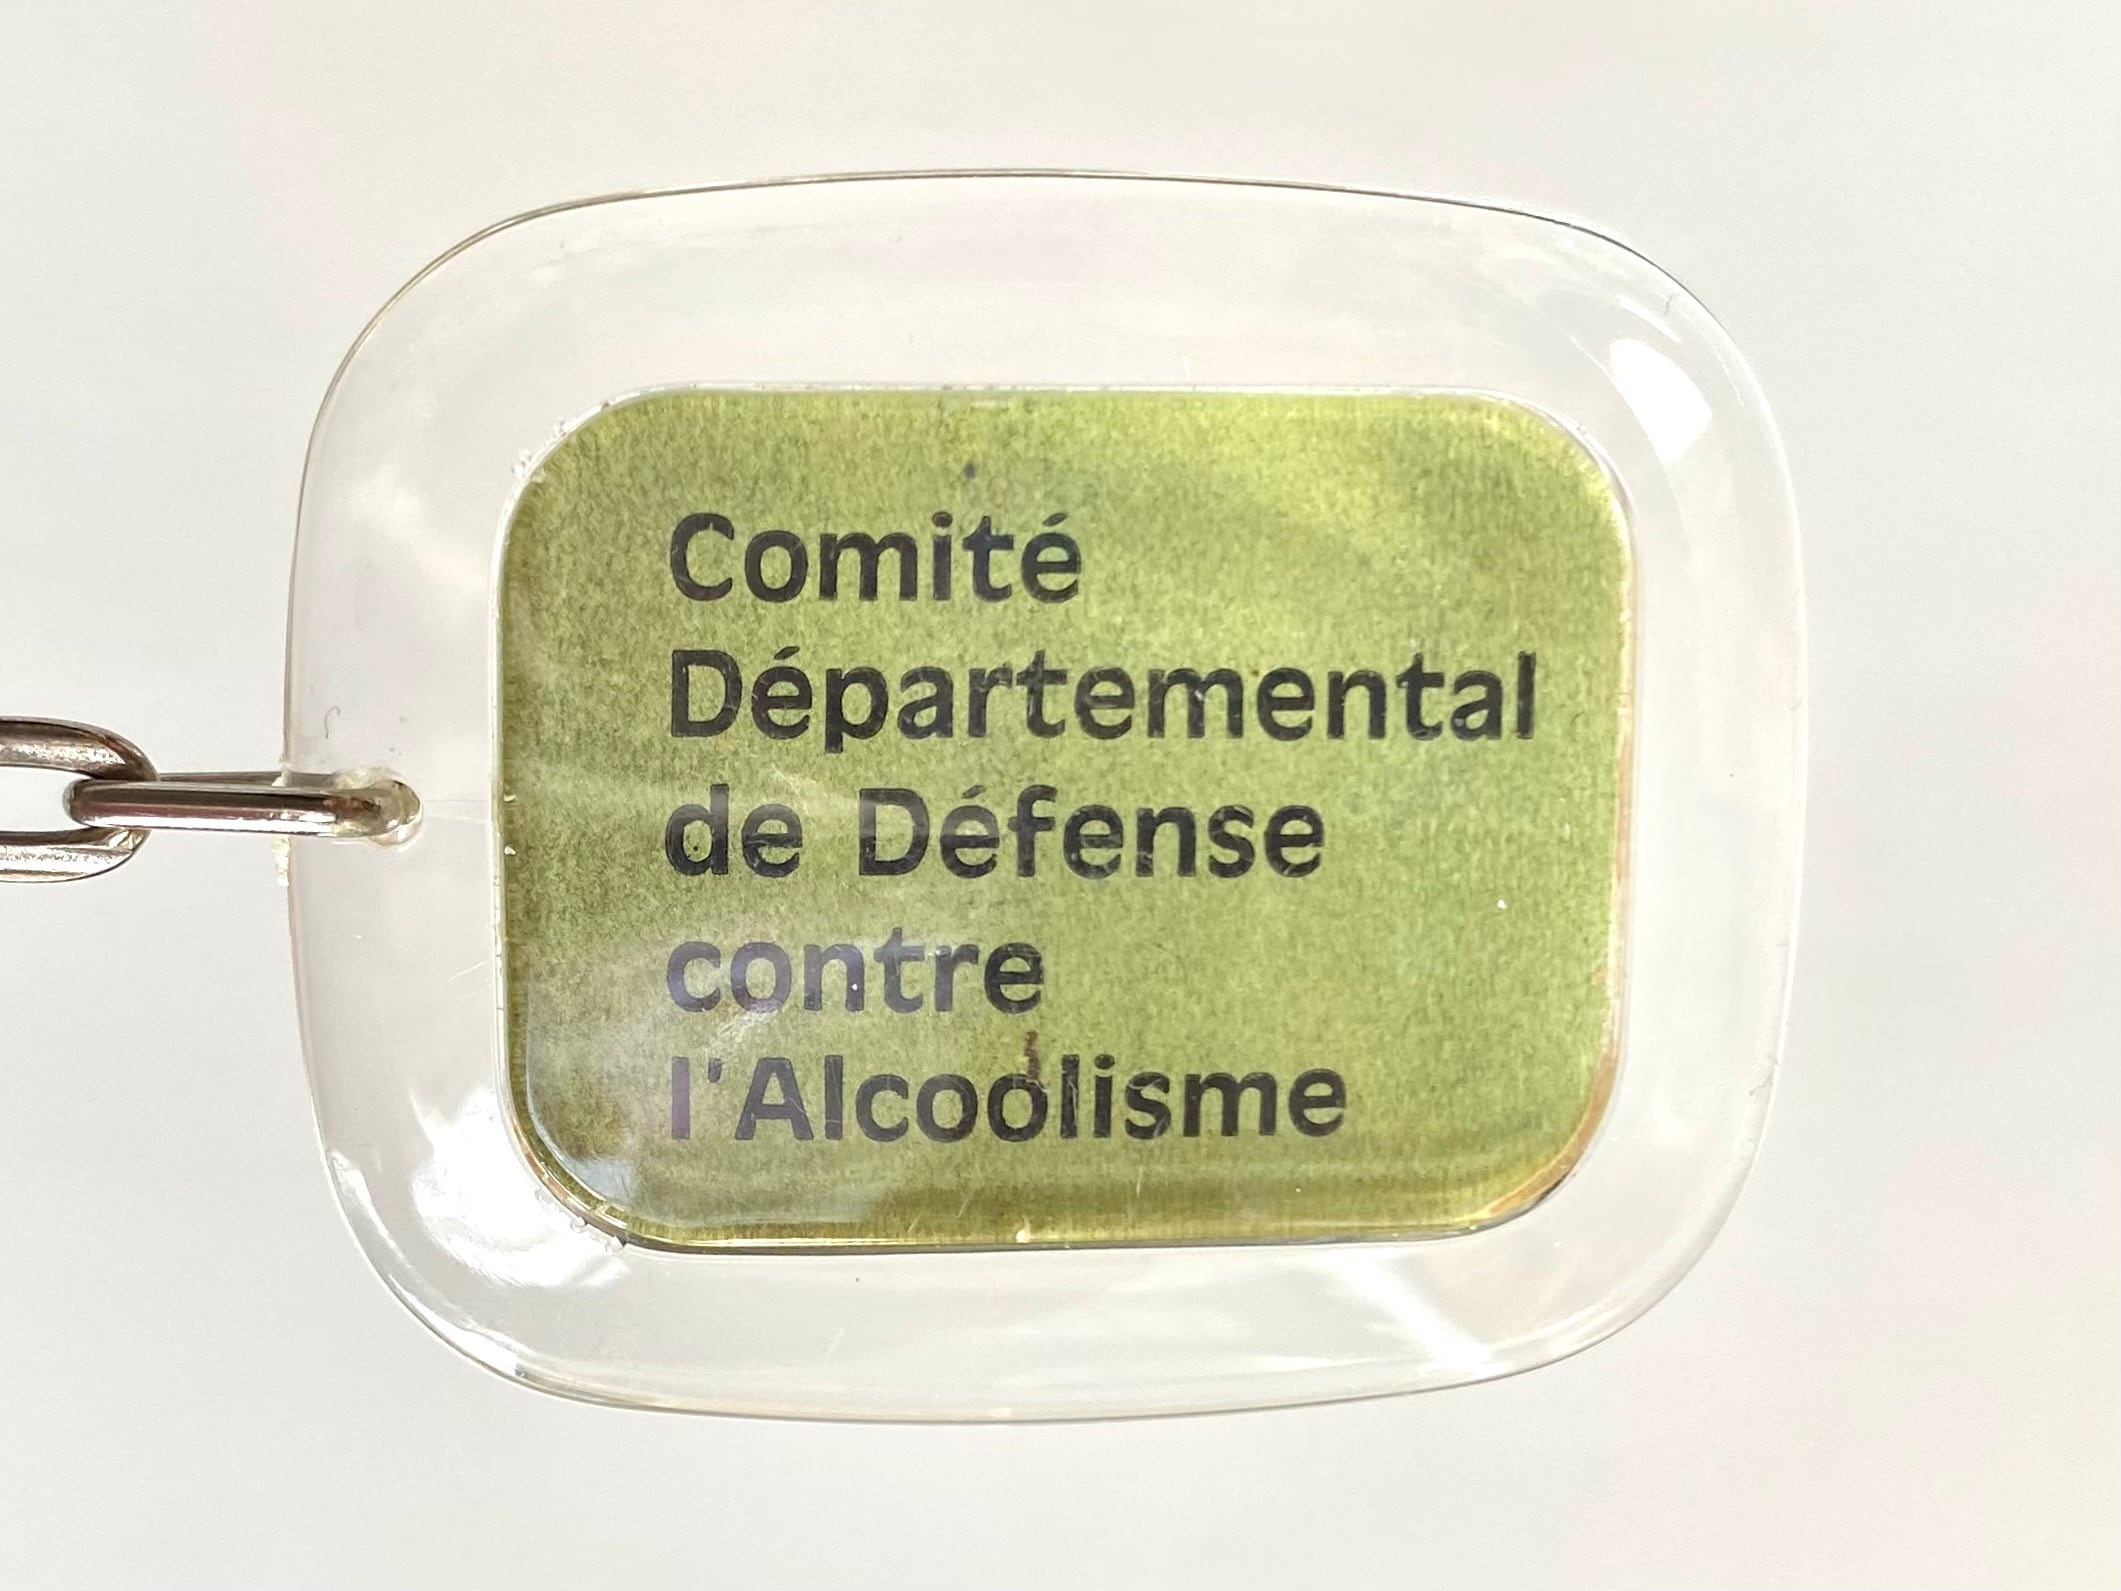 Comité
Départemental
de Défense
contre
l'Alcoolisme